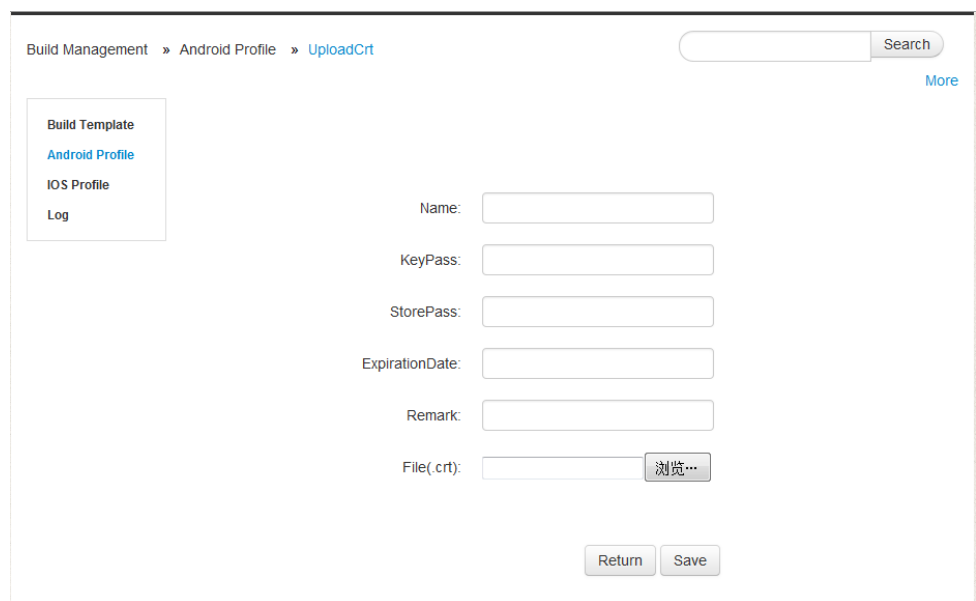 Build Management » Android Profile » UploadCrt
Search
More
Build Template
Android Profile
IOS Profile
Log
Name:
KeyPass:
StorePass:
ExpirationDate:
Remark:
File(.crt):
浏览…
Return
Save